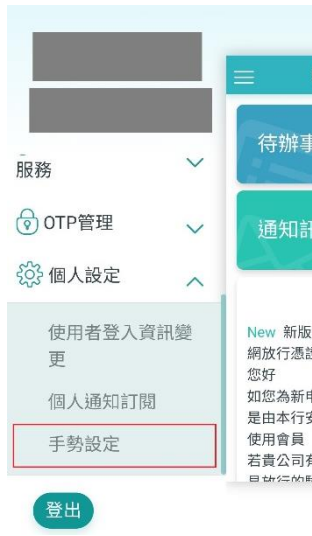 服務
OTP管理
個人設定
使用者登入資訊變
更
個人通知訂閱
手勢設定
登出
待辦事
通知訊
New 新版
網放行憑證
您好
如您為新申
是由本行安
使用會員
若貴公司有